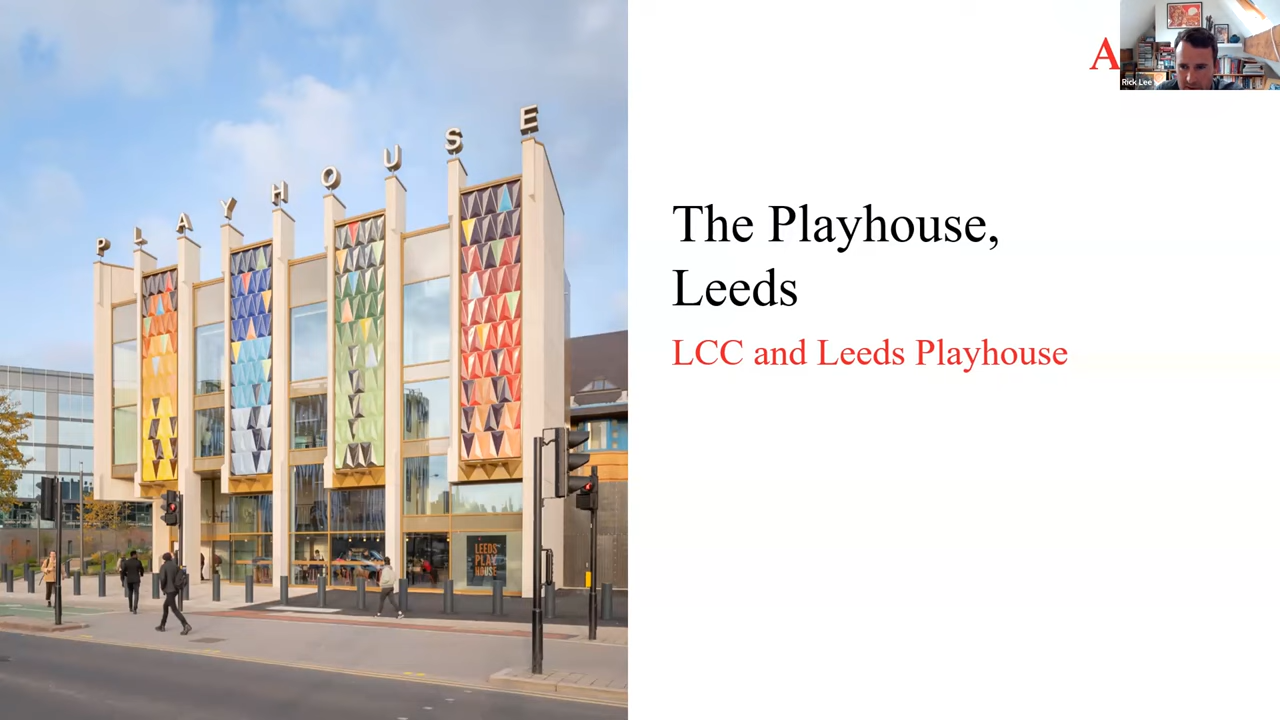 PLAYHOUSE
LEEDS
PLAY
HOUSE
A
Rick Lee
The Playhouse,
Leeds
LCC and Leeds Playhouse